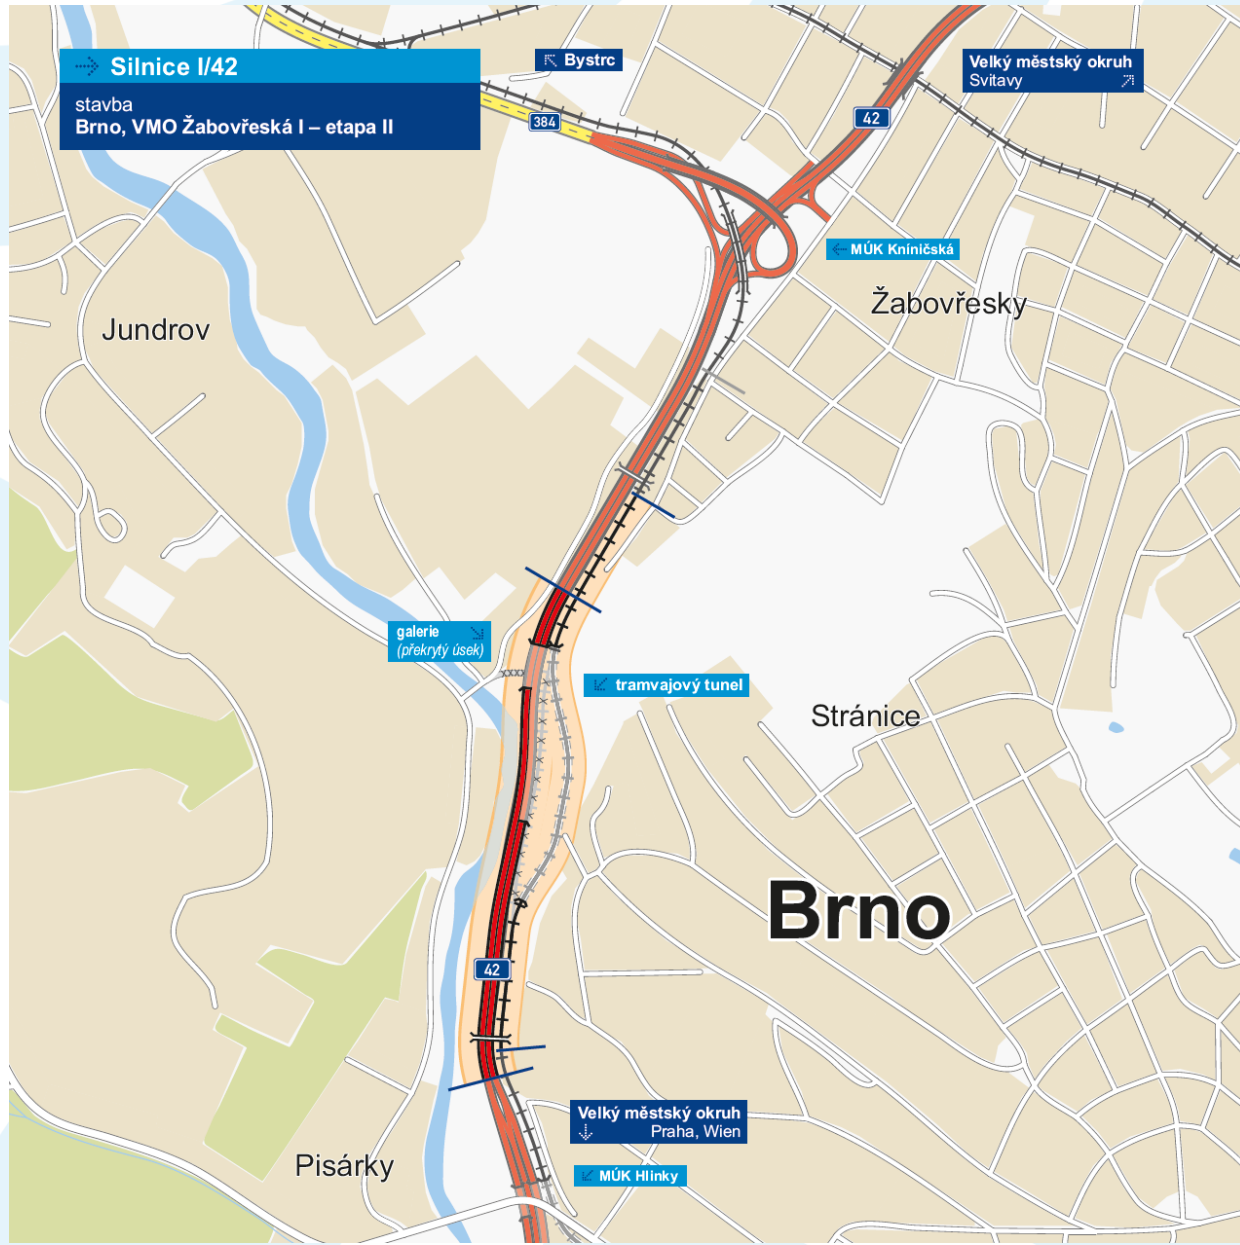 Silnice I/42
stavba
Brno, VMO Žabovřeská I – etapa II
Bystrc
Velký městský okruh
Svitavy
384
42
MÚK Kníničská
Žabovřesky
Jundrov
galerie
(překrytý úsek)
tramvajový tunel
Stránice
Brno
42
Velký městský okruh
Praha, Wien
Pisárky
MÚK Hlinky